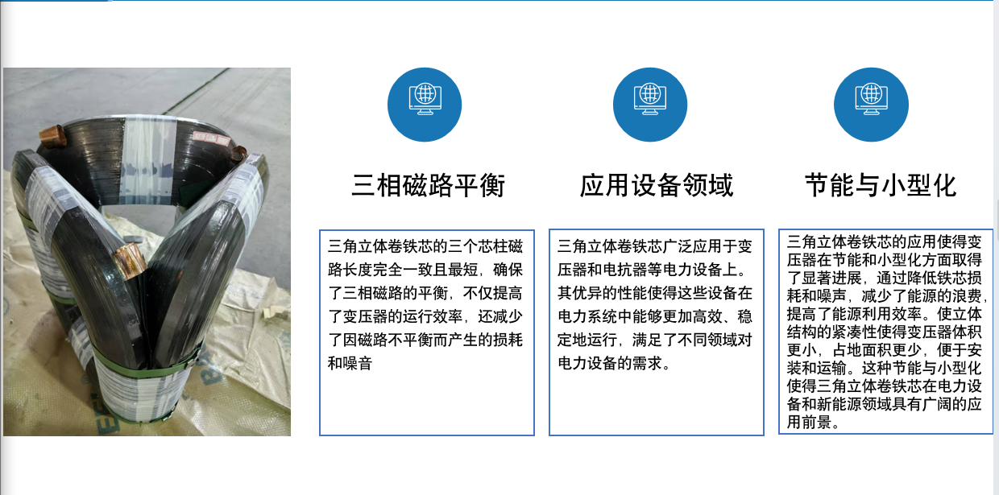 三相磁路平衡
三角立体卷铁芯的三个芯柱磁
路长度完全一致且最短，确保
了三相磁路的平衡，不仅提高
了变压器的运行效率，还减少
了因磁路不平衡而产生的损耗
和噪音
应用设备领域
三角立体卷铁芯广泛应用于变
压器和电抗器等电力设备上。
其优异的性能使得这些设备在
电力系统中能够更加高效、稳
定地运行，满足了不同领域对
电力设备的需求。
节能与小型化
三角立体卷铁芯的应用使得变
压器在节能和小型化方面取得
了显著进展，通过降低铁芯损
耗和噪声，减少了能源的浪费，
提高了能源利用效率。使立体
结构的紧凑性使得变压器体积
更小，占地面积更少，便于安
装和运输。这种节能与小型化
使得三角立体卷铁芯在电力设
备和新能源领域具有广阔的应
用前景。